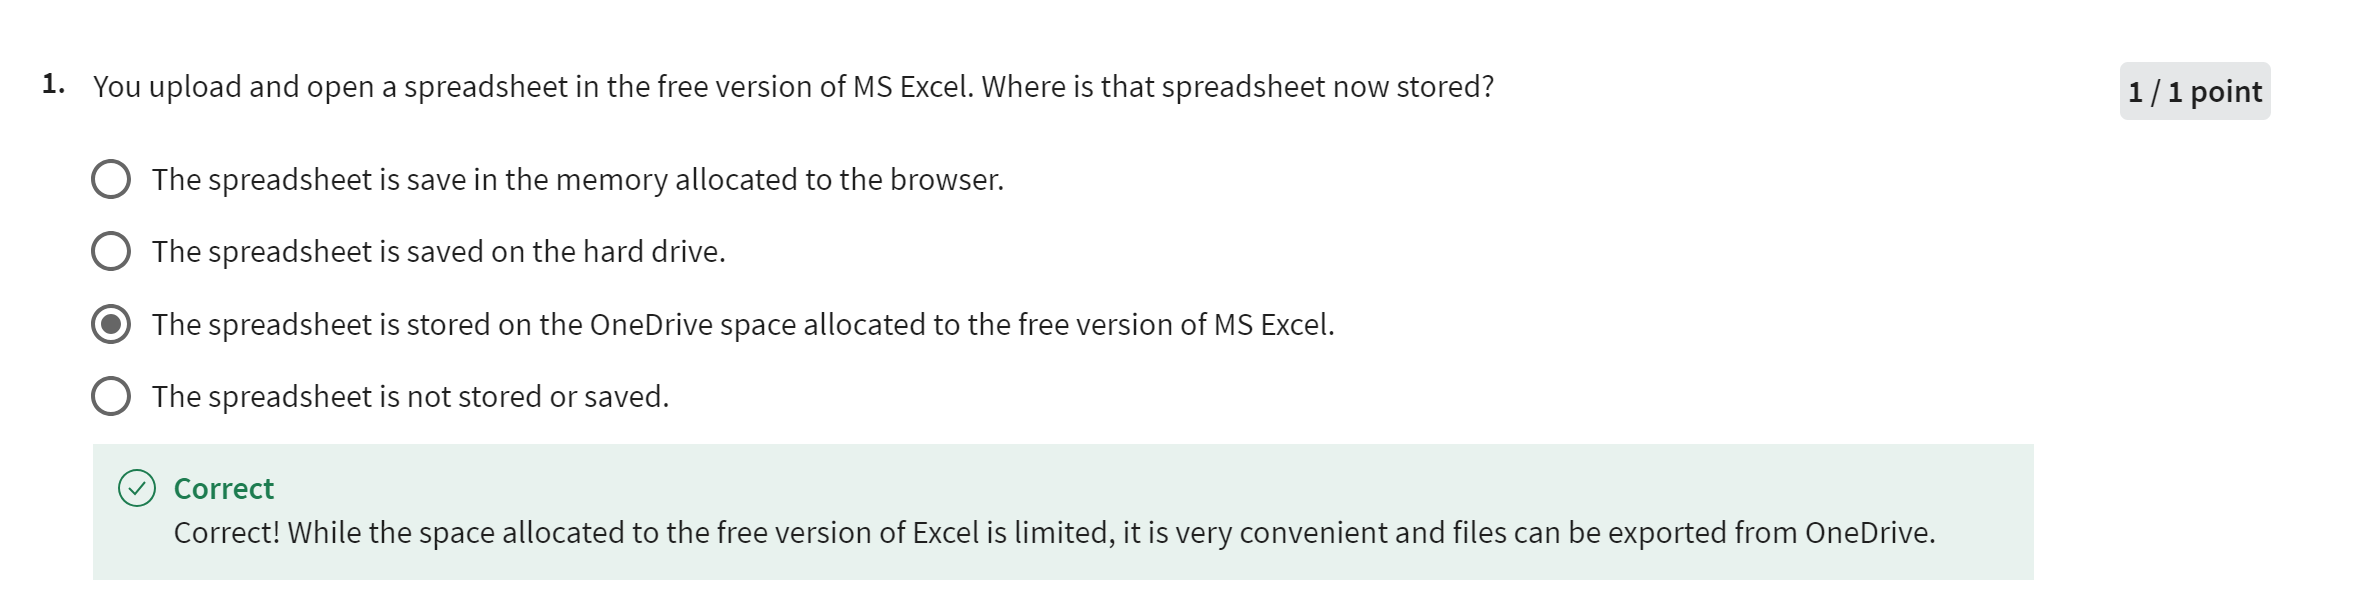 1. You upload and open a spreadsheet in the free version of MS Excel. Where is that spreadsheet now stored?
1 / 1 point
The spreadsheet is save in the memory allocated to the browser.
The spreadsheet is saved on the hard drive.
The spreadsheet is stored on the OneDrive space allocated to the free version of MS Excel.
The spreadsheet is not stored or saved.
Correct
Correct! While the space allocated to the free version of Excel is limited, it is very convenient and files can be exported from OneDrive.